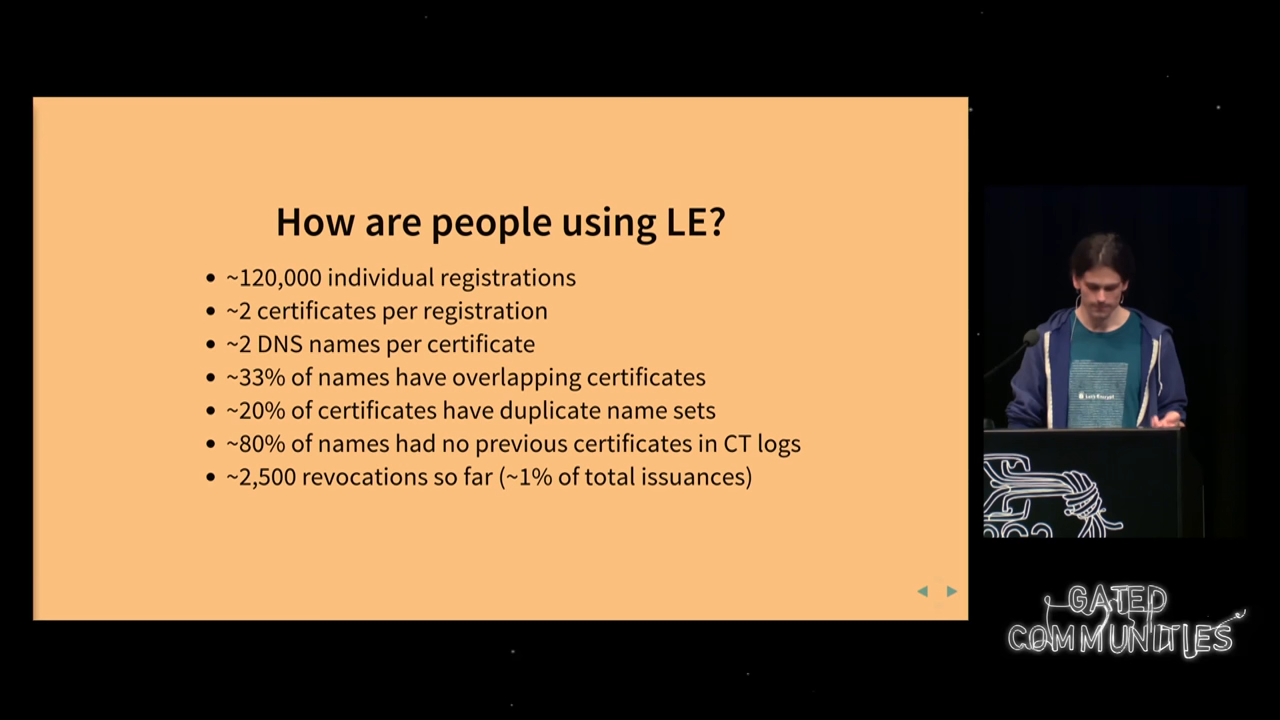 How are people using LE?
• ~120,000 individual registrations
• ~2 certificates per registration
• ~2 DNS names per certificate
• ~33% of names have overlapping certificates
• ~20% of certificates have duplicate name sets
• ~80% of names had no previous certificates in CT logs
• ~2,500 revocations so far (~1% of total issuances)
Let's Encrypt
GATED
COMMUNITIES